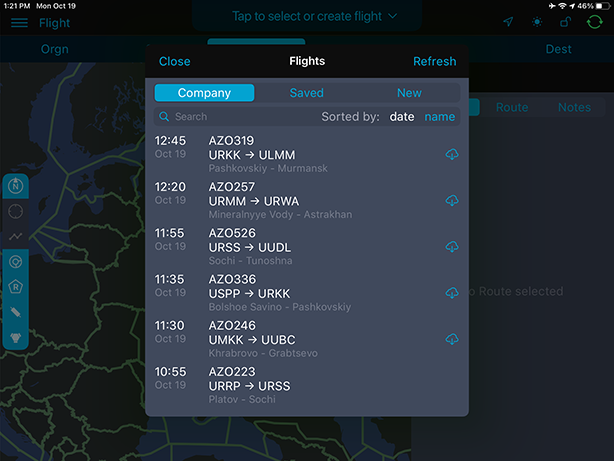 1:21 PM Mon Oct 19
46%
Flight
Tap to select or create flight
Orgn
Dest
Close
Flights
Refresh
Company
Saved
New
Search
Sorted by: date name
Route
Notes
12:45 AZO319
Oct 19 URKK → ULMM
Pashkovskiy - Murmansk
12:20 AZO257
Oct 19 URMM → URWA
Mineralnyye Vody - Astrakhan
11:55 AZO526
Oct 19 URSS → UUDL
Sochi - Tunoshna
11:35 AZO336
Oct 19 USPP → URKK
Bolshoe Savino - Pashkovskiy
11:30 AZO246
Oct 19 UMKK → UUBC
Khrabrovo - Grabtsevo
10:55 AZO223
Oct 19 URRP → URSS
Platov - Sochi
Route selected
N
R